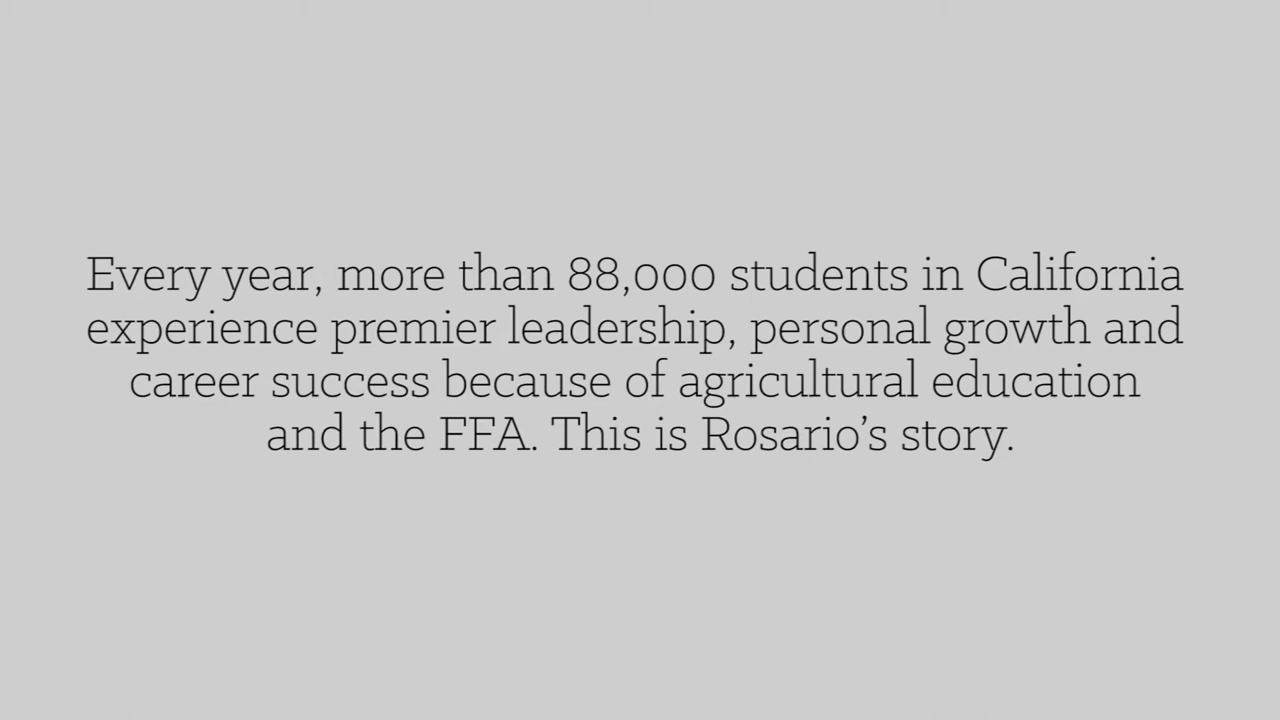 Every year, more than 88,000 students in California
experience premier leadership, personal growth and
career success because of agricultural education
and the FFA. This is Rosario’s story.